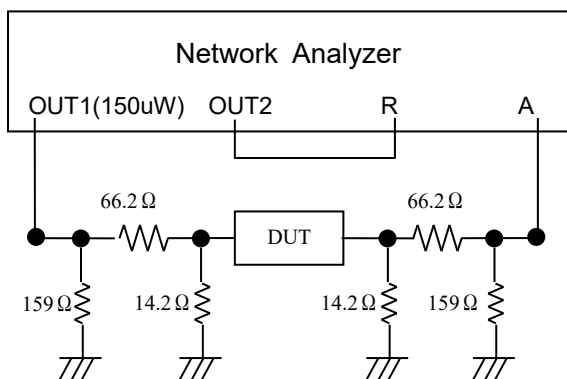 Network Analyzer
OUT1(150uW) OUT2 R A
66.2 Ω 66.2 Ω
DUT
159 Ω 14.2 Ω 14.2 Ω 159 Ω